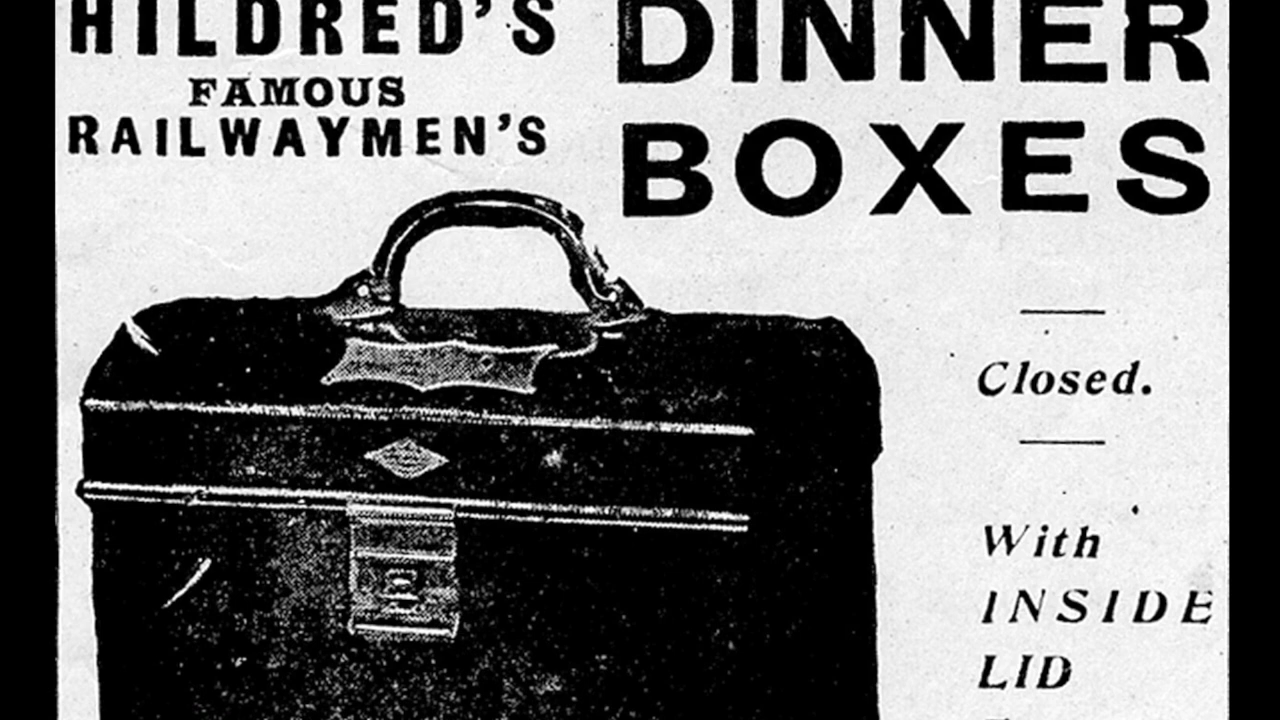 HILDRED'S
FAMOUS
RAILWAYMEN'S
DINNER
BOXES
Closed.
With
INSIDE
LID